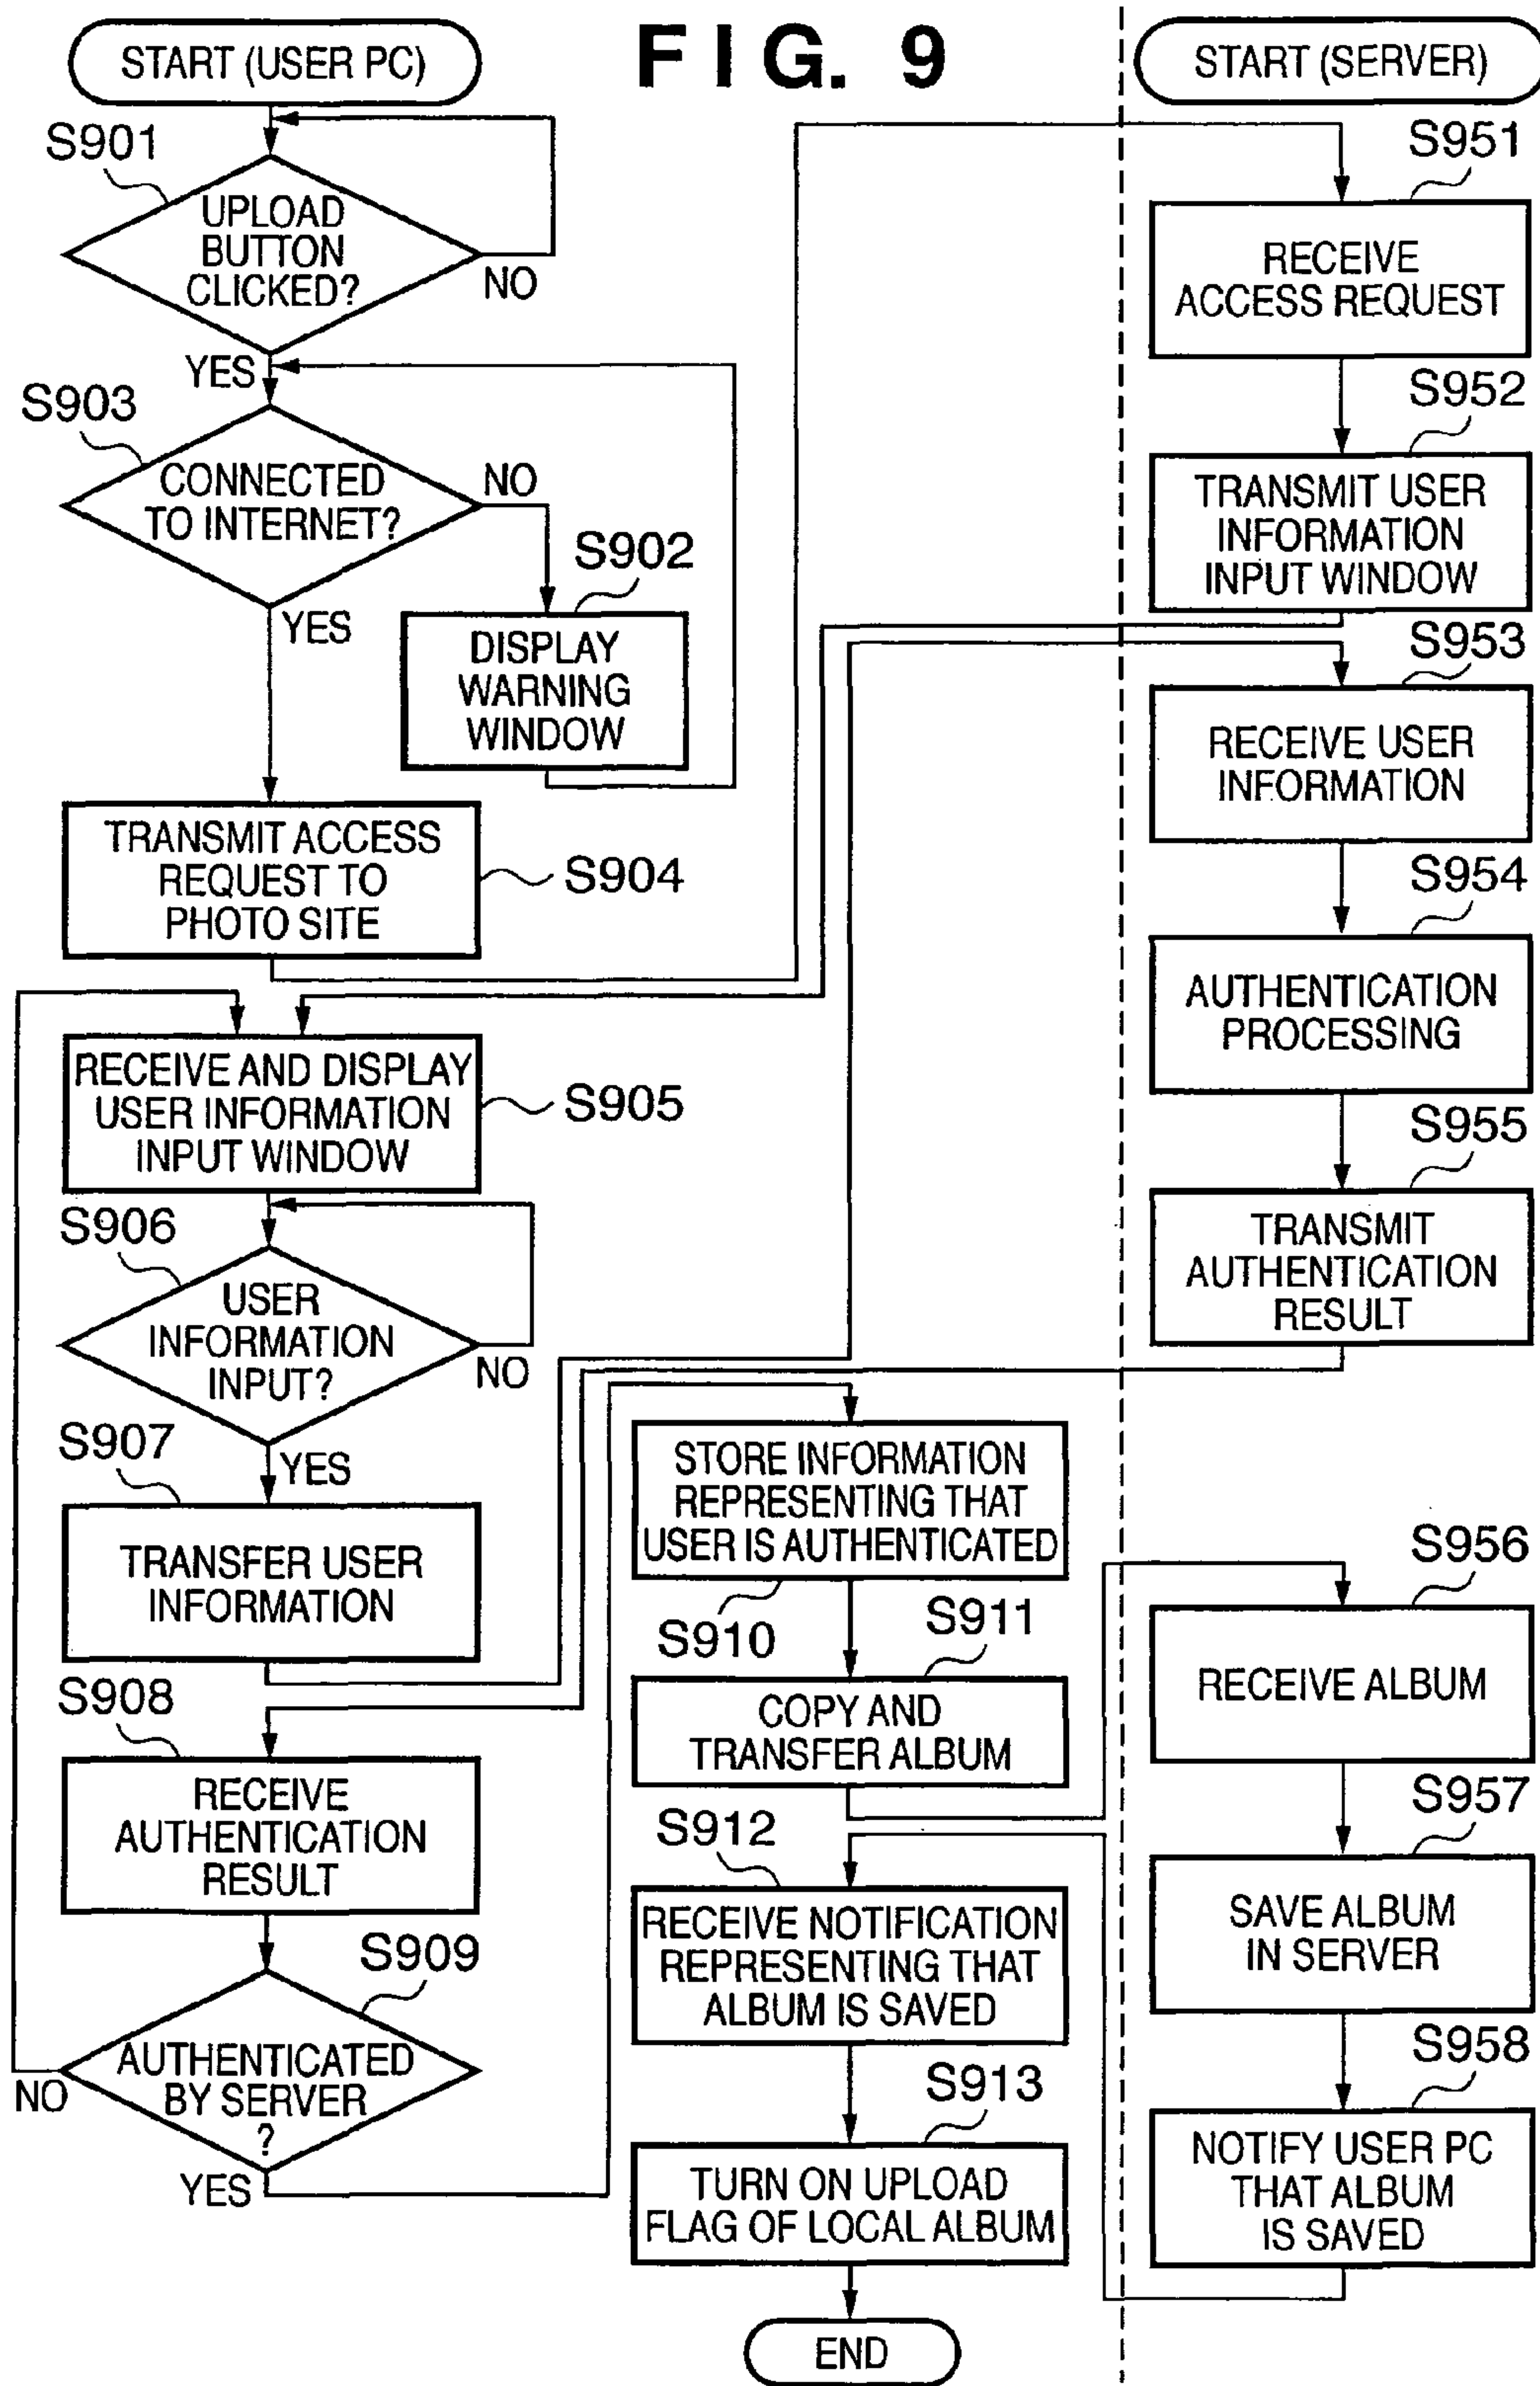 FIG. 9
START (USER PC)
S901
UPLOAD
BUTTON
CLICKED?
NO
YES
S903
CONNECTED
TO INTERNET?
NO
YES
S902
DISPLAY
WARNING
WINDOW
TRANSMIT ACCESS
REQUEST TO
PHOTO SITE
S904
RECEIVE AND DISPLAY
USER INFORMATION
INPUT WINDOW
S905
S906
USER
INFORMATION
INPUT?
NO
YES
S907
TRANSFER USER
INFORMATION
S908
RECEIVE
AUTHENTICATION
RESULT
S909
AUTHENTICATED
BY SERVER
?
NO
YES
STORE INFORMATION
REPRESENTING THAT
USER IS AUTHENTICATED
S910
S911
COPY AND
TRANSFER ALBUM
S912
RECEIVE NOTIFICATION
REPRESENTING THAT
ALBUM IS SAVED
S913
TURN ON UPLOAD
FLAG OF LOCAL ALBUM
END
START (SERVER)
S951
RECEIVE
ACCESS REQUEST
S952
TRANSMIT USER
INFORMATION
INPUT WINDOW
S953
RECEIVE USER
INFORMATION
S954
AUTHENTICATION
PROCESSING
S955
TRANSMIT
AUTHENTICATION
RESULT
S956
RECEIVE ALBUM
S957
SAVE ALBUM
IN SERVER
S958
NOTIFY USER PC
THAT ALBUM
IS SAVED